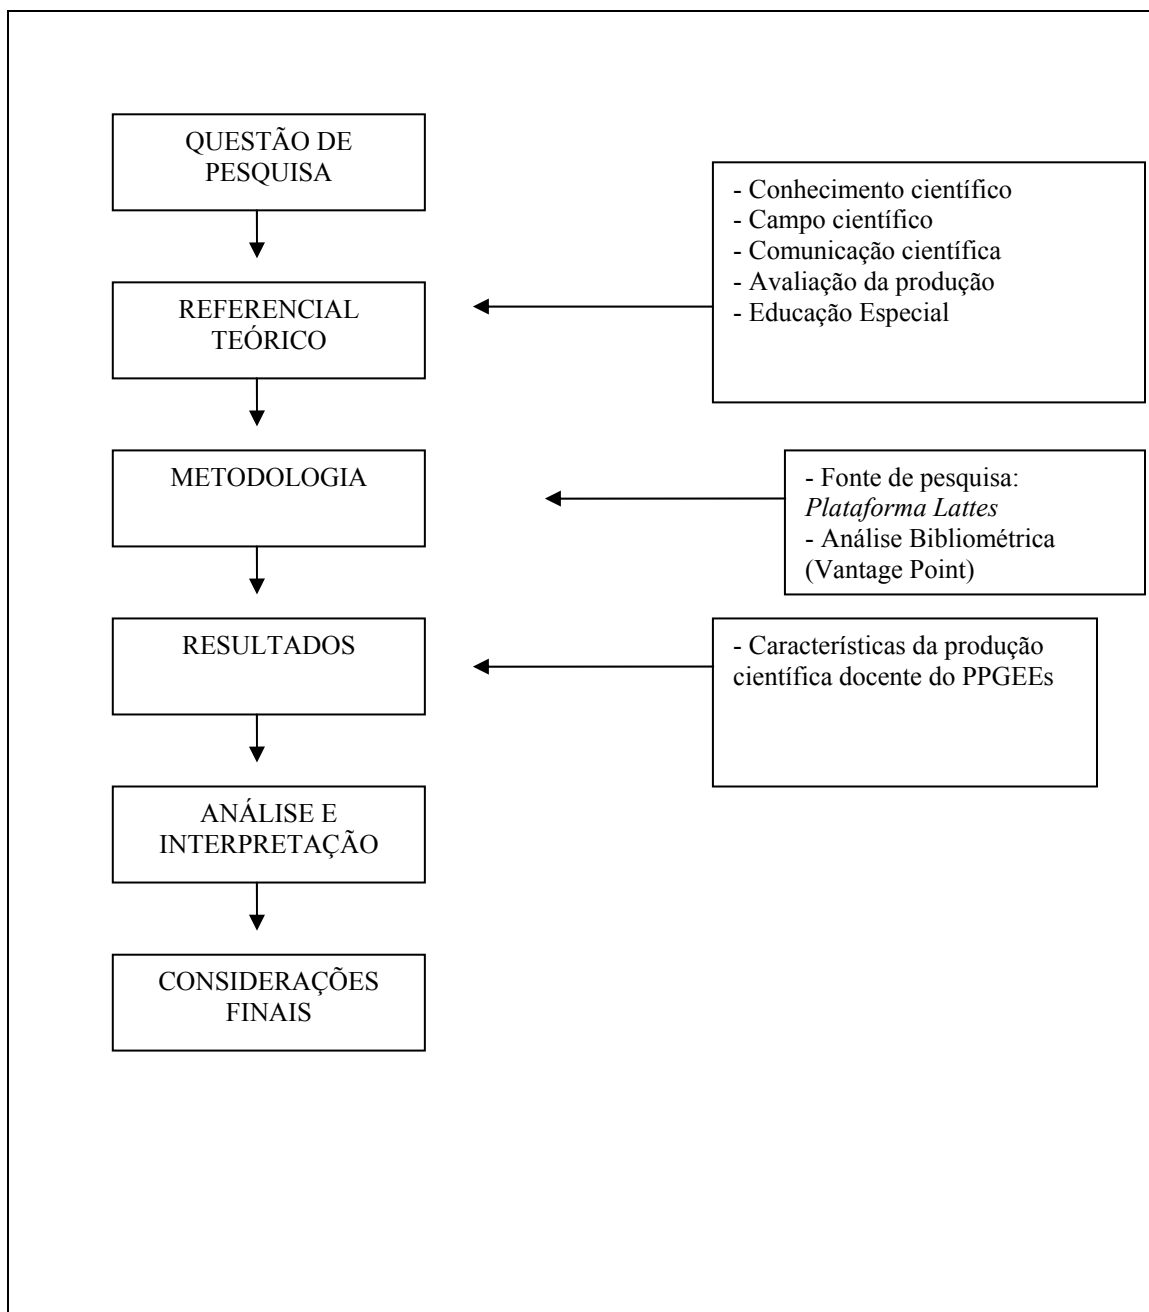 QUESTÃO DE
PESQUISA
- Conhecimento científico
- Campo científico
- Comunicação científica
- Avaliação da produção
- Educação Especial
REFERENCIAL
TEÓRICO
METODOLOGIA
- Fonte de pesquisa:
Plataforma Lattes
- Análise Bibliométrica
(Vantage Point)
RESULTADOS
- Características da produção
científica docente do PPGEEs
ANÁLISE E
INTERPRETAÇÃO
CONSIDERAÇÕES
FINAIS